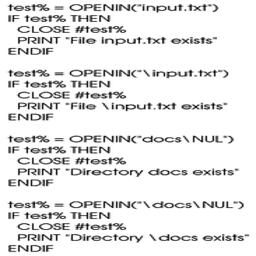 test% = OPENIN("input.txt")
IF test% THEN
CLOSE #test%
PRINT "File input.txt exists"
ENDIF
test% = OPENIN("\input.txt")
IF test% THEN
CLOSE #test%
PRINT "File \input.txt exists"
ENDIF
test% = OPENIN("docs\NUL")
IF test% THEN
CLOSE #test%
PRINT "Directory docs exists"
ENDIF
test% = OPENIN("\docs\NUL")
IF test% THEN
CLOSE #test%
PRINT "Directory \docs exists"
ENDIF